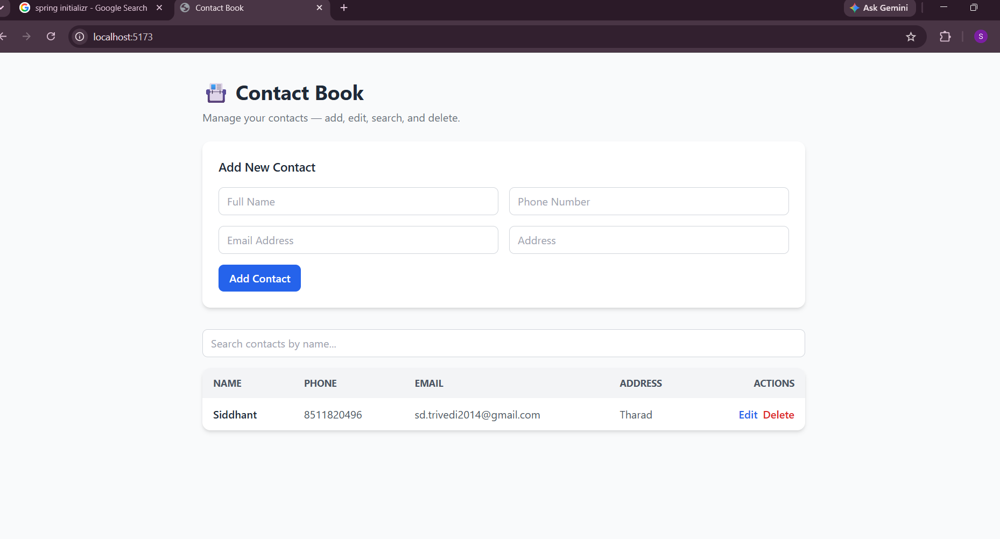 spring initializr - Google Search
Contact Book
Ask Gemini
localhost:5173
S
Contact Book
Manage your contacts — add, edit, search, and delete.
Add New Contact
Full Name Phone Number
Email Address Address
Add Contact
Search contacts by name...
NAME PHONE EMAIL ADDRESS ACTIONS
Siddhant 8511820496 sd.trivedi2014@gmail.com Tharad Edit Delete